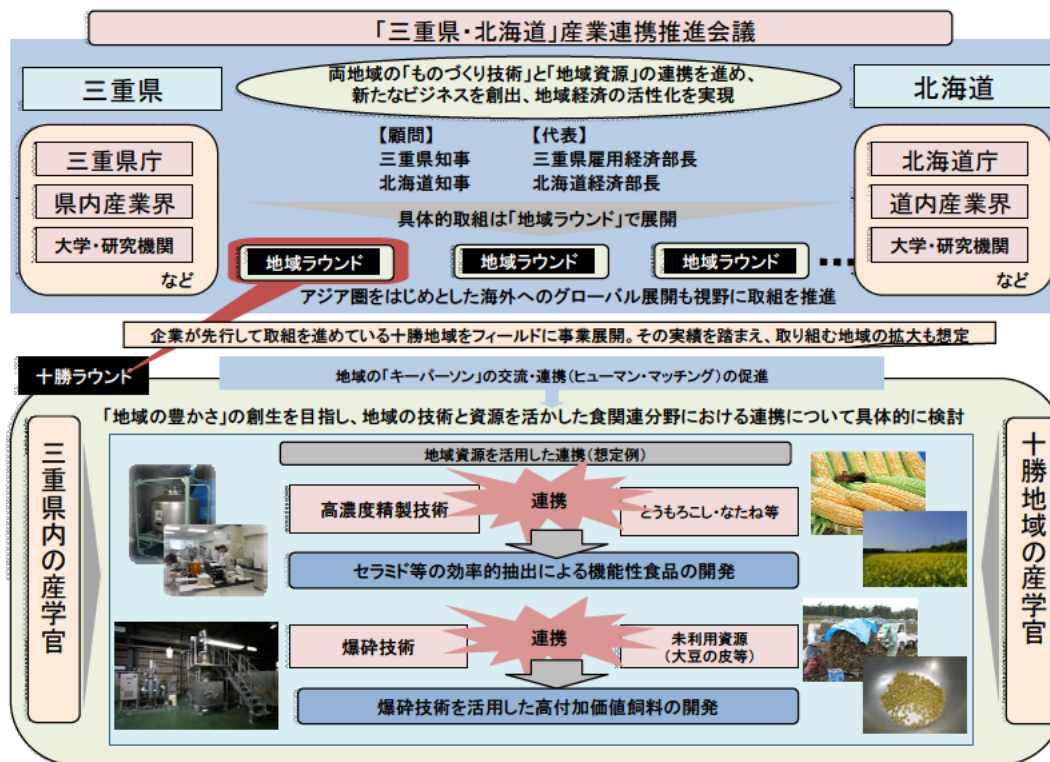 「三重県・北海道」産業連携推進会議
両地域の「ものづくり技術」と「地域資源」の連携を進め、
新たなビジネスを創出、地域経済の活性化を実現
三重県
北海道
三重県庁
県内産業界
大学・研究機関
など
【顧問】
三重県知事
北海道知事
【代表】
三重県雇用経済部長
北海道経済部長
北海道庁
道内産業界
大学・研究機関
など
具体的取組は「地域ラウンド」で展開
地域ラウンド
地域ラウンド
地域ラウンド
・・・
アジア圏をはじめとした海外へのグローバル展開も視野に取組を推進
企業が先行して取組を進めている十勝地域をフィールドに事業展開。その実績を踏まえ、取り組む地域の拡大も想定
十勝ラウンド
地域の「キーパーソン」の交流・連携(ヒューマン・マッチング)の促進
「地域の豊かさ」の創生を目指し、地域の技術と資源を活かした食関連分野における連携について具体的に検討
三重県内の産学官
十勝地域の産学官
地域資源を活用した連携(想定例)
高濃度精製技術
連携
とうもろこし・なたね等
セラミド等の効率的抽出による機能性食品の開発
爆砕技術
連携
未利用資源
(大豆の皮等)
爆砕技術を活用した高付加価値飼料の開発